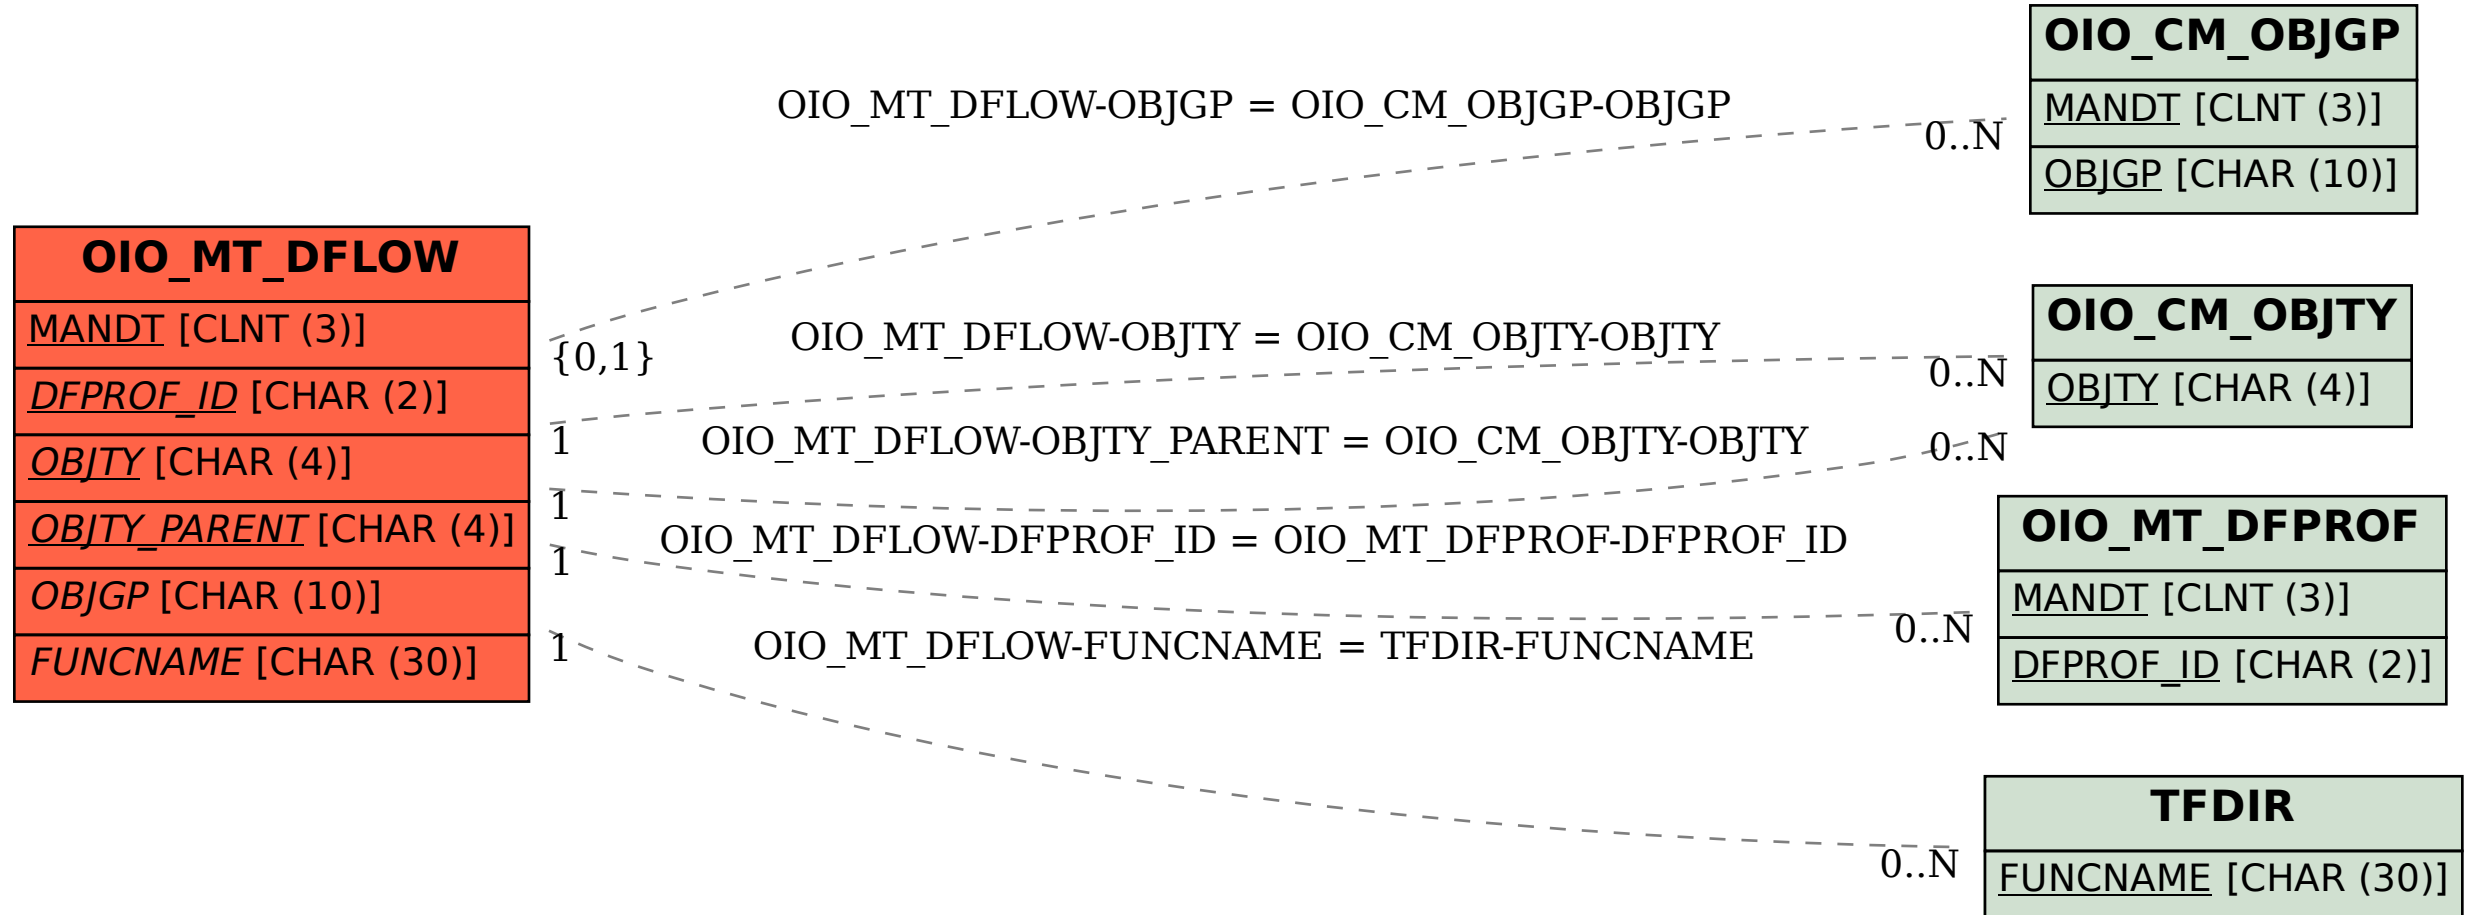 OIO_MT_DFLOW
MANDT [CLNT (3)]
DFPROF_ID [CHAR (2)]
OBJTY [CHAR (4)]
OBJTY_PARENT [CHAR (4)]
OBJGP [CHAR (10)]
FUNCNAME [CHAR (30)]
OIO_MT_DFLOW-OBJGP = OIO_CM_OBJGP-OBJGP
{0,1}
0..N
OIO_MT_DFLOW-OBJTY = OIO_CM_OBJTY-OBJTY
1
0..N
OIO_MT_DFLOW-OBJTY_PARENT = OIO_CM_OBJTY-OBJTY
1
0..N
OIO_MT_DFLOW-DFPROF_ID = OIO_MT_DFPROF-DFPROF_ID
1
0..N
OIO_MT_DFLOW-FUNCNAME = TFDIR-FUNCNAME
1
0..N
OIO_CM_OBJGP
MANDT [CLNT (3)]
OBJGP [CHAR (10)]
OIO_CM_OBJTY
OBJTY [CHAR (4)]
OIO_MT_DFPROF
MANDT [CLNT (3)]
DFPROF_ID [CHAR (2)]
TFDIR
FUNCNAME [CHAR (30)]